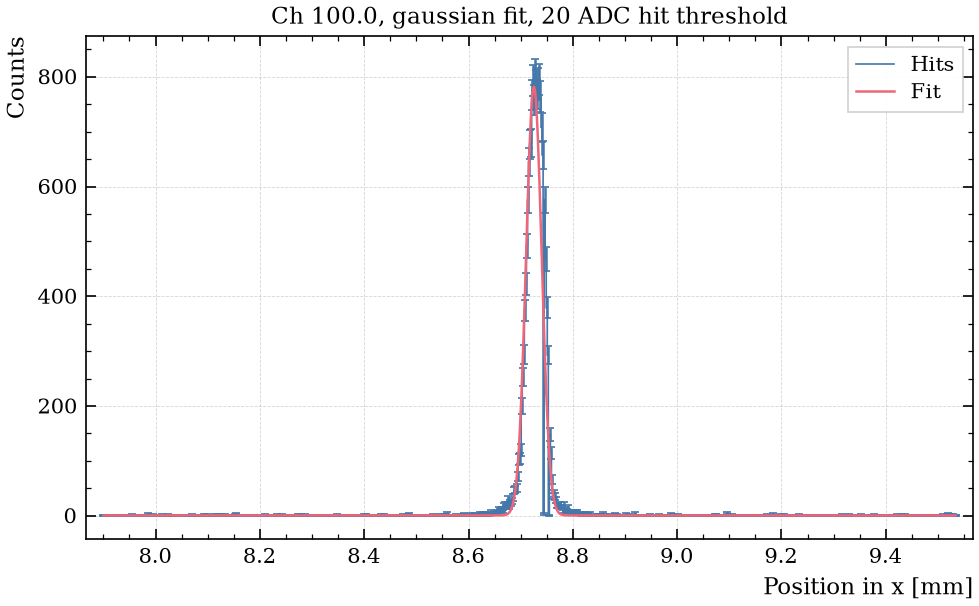 Ch 100.0, gaussian fit, 20 ADC hit threshold
Counts
Hits
Fit
800
600
400
200
0
8.0 8.2 8.4 8.6 8.8 9.0 9.2 9.4
Position in x [mm]